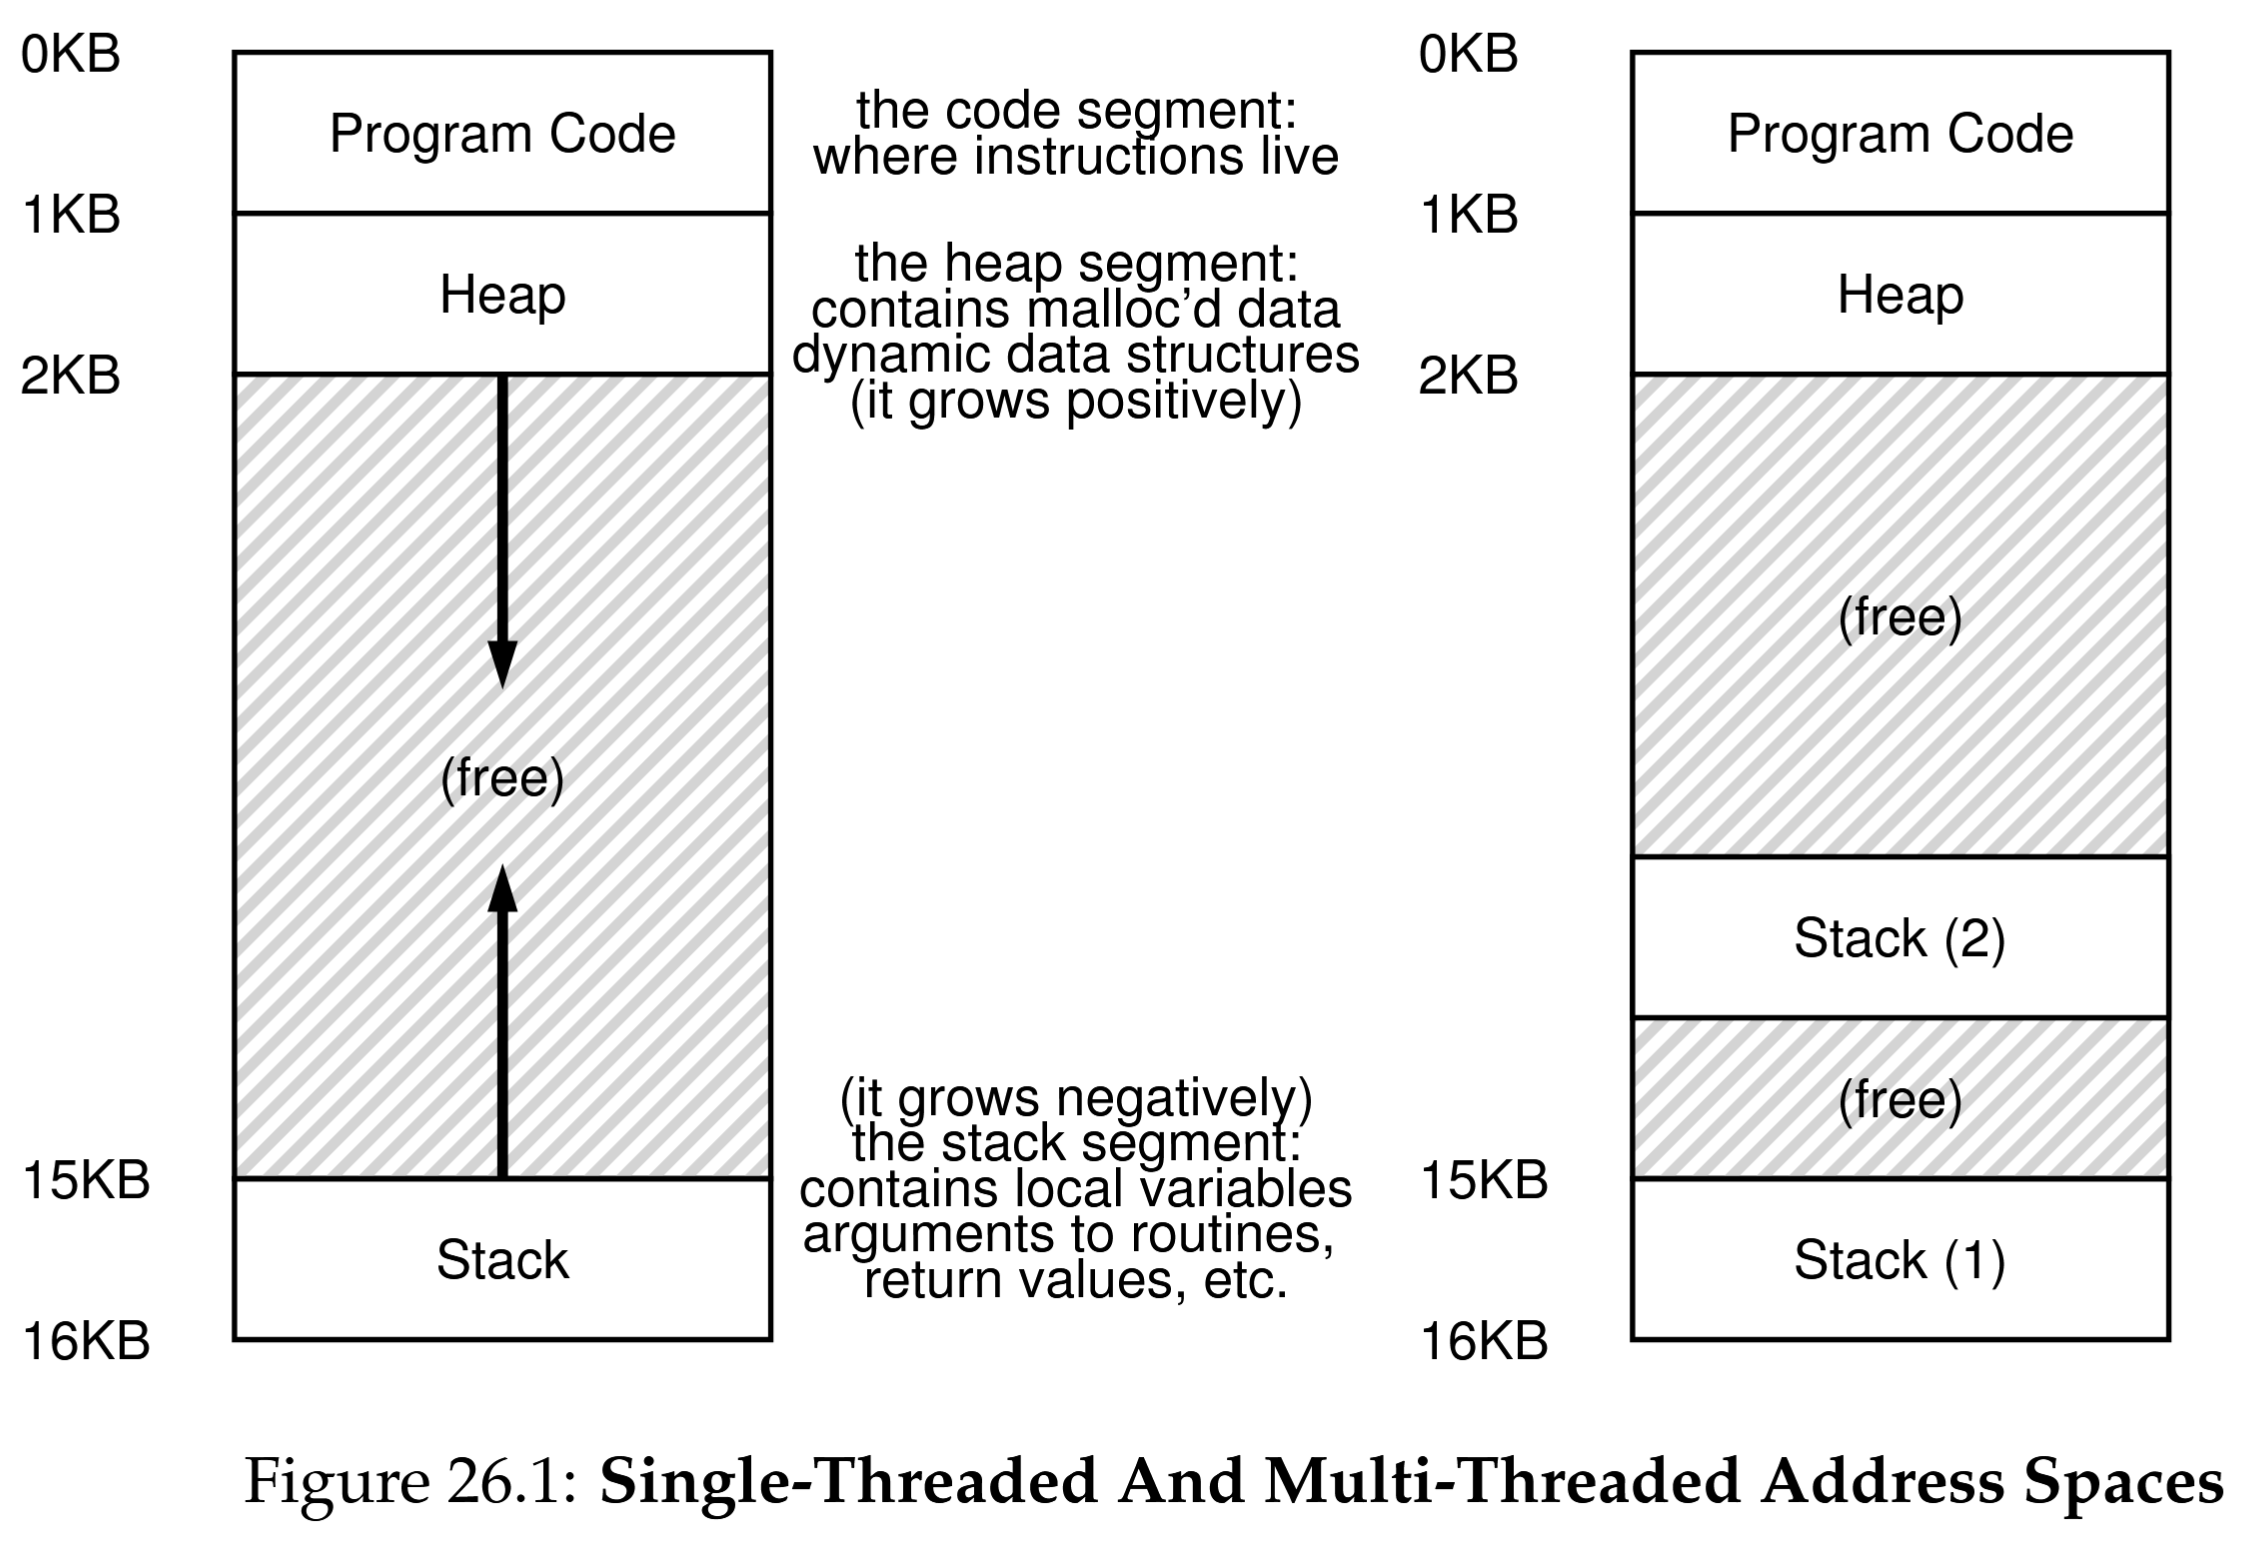 0KB
Program Code
1KB
Heap
2KB
(free)
15KB
Stack
16KB
the code segment:
where instructions live
the heap segment:
contains malloc’d data
dynamic data structures
(it grows positively)
(it grows negatively)
the stack segment:
contains local variables
arguments to routines,
return values, etc.
0KB
Program Code
1KB
Heap
2KB
(free)
Stack (2)
(free)
15KB
Stack (1)
16KB
Figure 26.1: Single-Threaded And Multi-Threaded Address Spaces